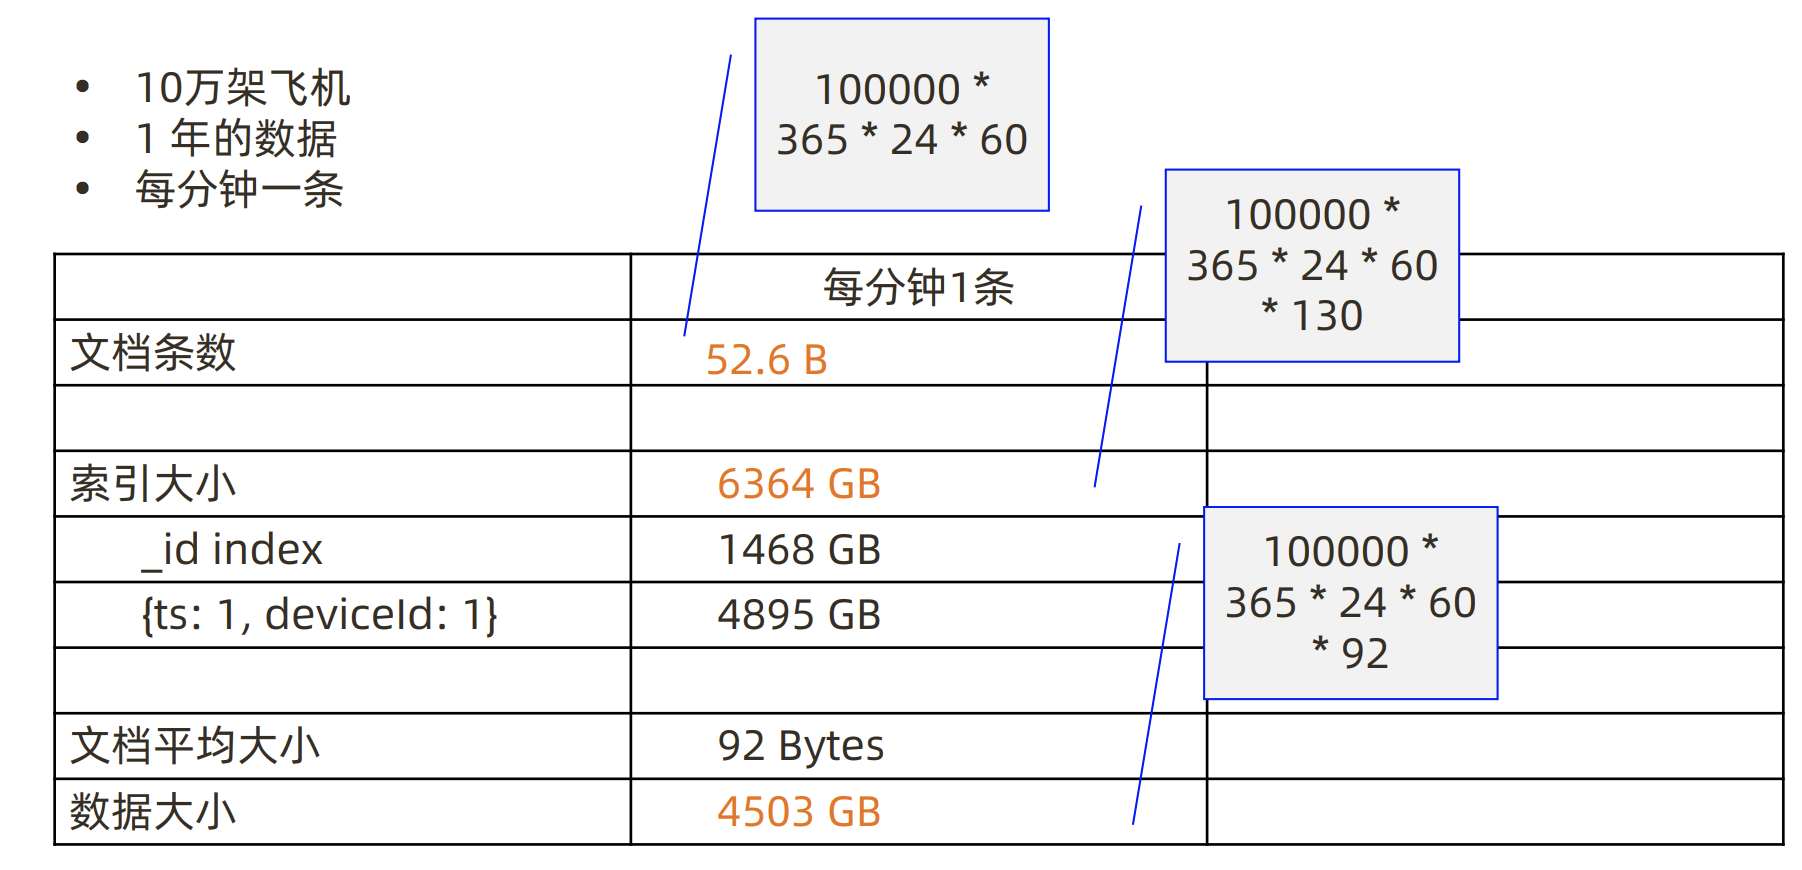 • 10万架飞机
• 1 年的数据
• 每分钟一条
100000 *
365 * 24 * 60
100000 *
365 * 24 * 60
* 130
每分钟1条
文档条数 52.6 B
索引大小 6364 GB
_id index 1468 GB
{ts: 1, deviceId: 1} 4895 GB
100000 *
365 * 24 * 60
* 92
文档平均大小 92 Bytes
数据大小 4503 GB